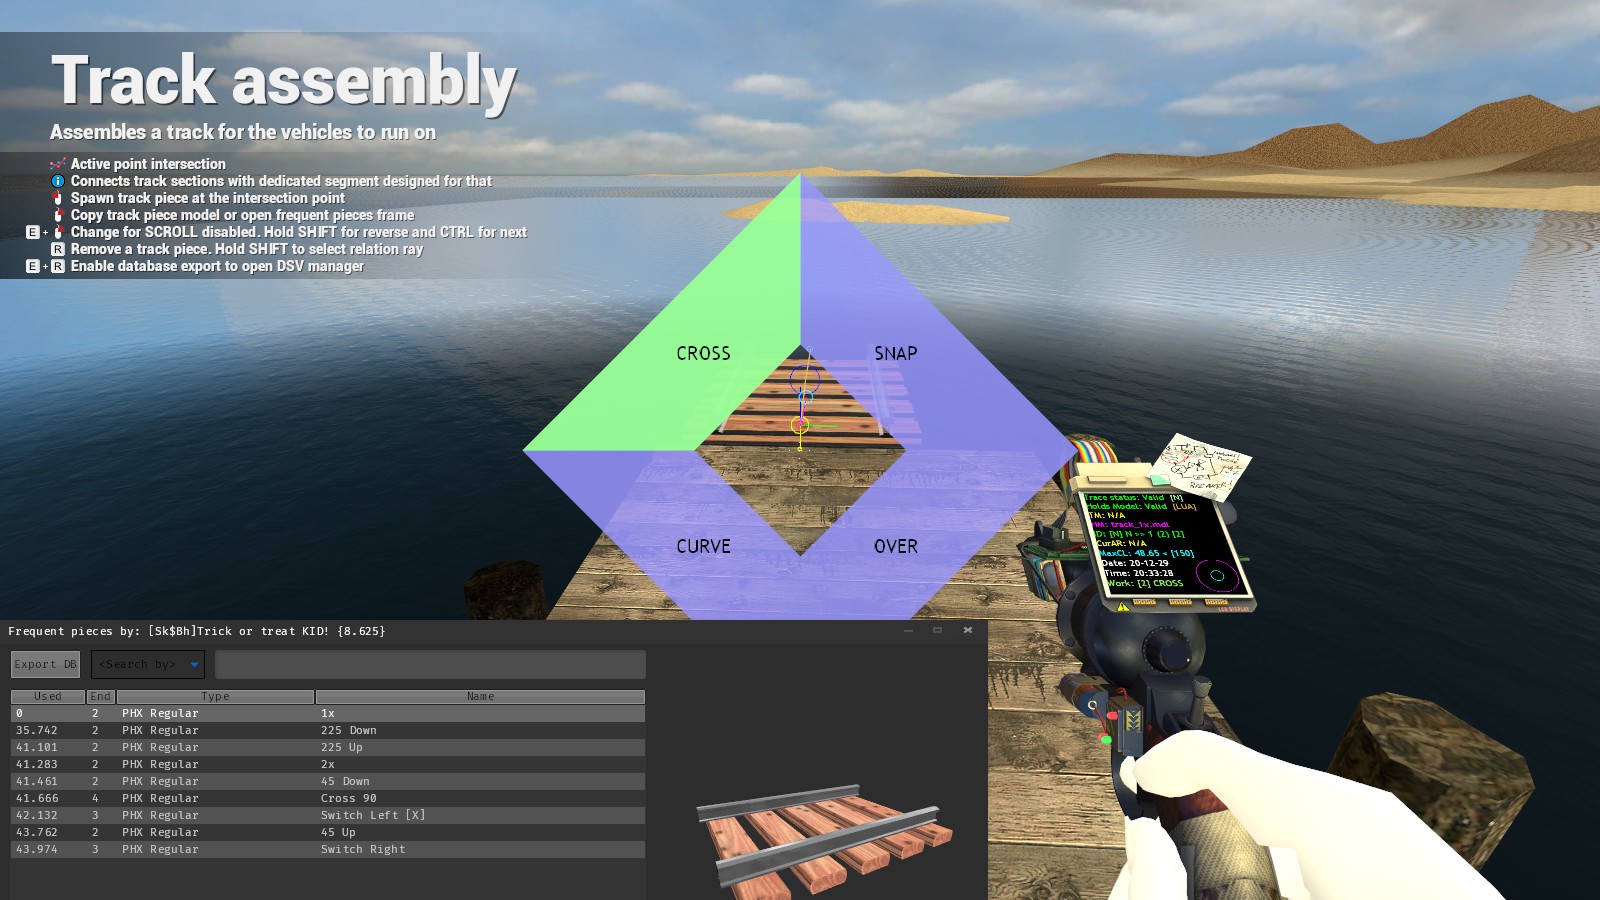 Track assembly
Assembles a track for the vehicles to run on
Active point intersection
Connects track sections with dedicated segment designed for that
Spawn track piece at the intersection point
Copy track piece model or open frequent pieces frame
E + Change for SCROLL disabled. Hold SHIFT for reverse and CTRL for next
R Remove a track piece. Hold SHIFT to select relation ray
E + R Enable database export to open DSV manager
CROSS
SNAP
CURVE
OVER
BREAKER
Trace status: Valid [N]
Holds Model: Valid [LUA]
TM: N/A
HM: track_1x.mdl
ID: [N] N >> 1 (2) [2]
CurAR: N/A
MaxCL: 48.65 < [150]
Date: 20-12-29
Time: 20:33:28
Work: [2] CROSS
Frequent pieces by: [Sk$Bh]Trick or treat KID! {8.625}
Export DB <Search by>
Used End Type Name
0 2 PHX Regular 1x
35.742 2 PHX Regular 225 Down
41.101 2 PHX Regular 225 Up
41.283 2 PHX Regular 2x
41.461 2 PHX Regular 45 Down
41.666 4 PHX Regular Cross 90
42.132 3 PHX Regular Switch Left [X]
43.762 2 PHX Regular 45 Up
43.974 3 PHX Regular Switch Right